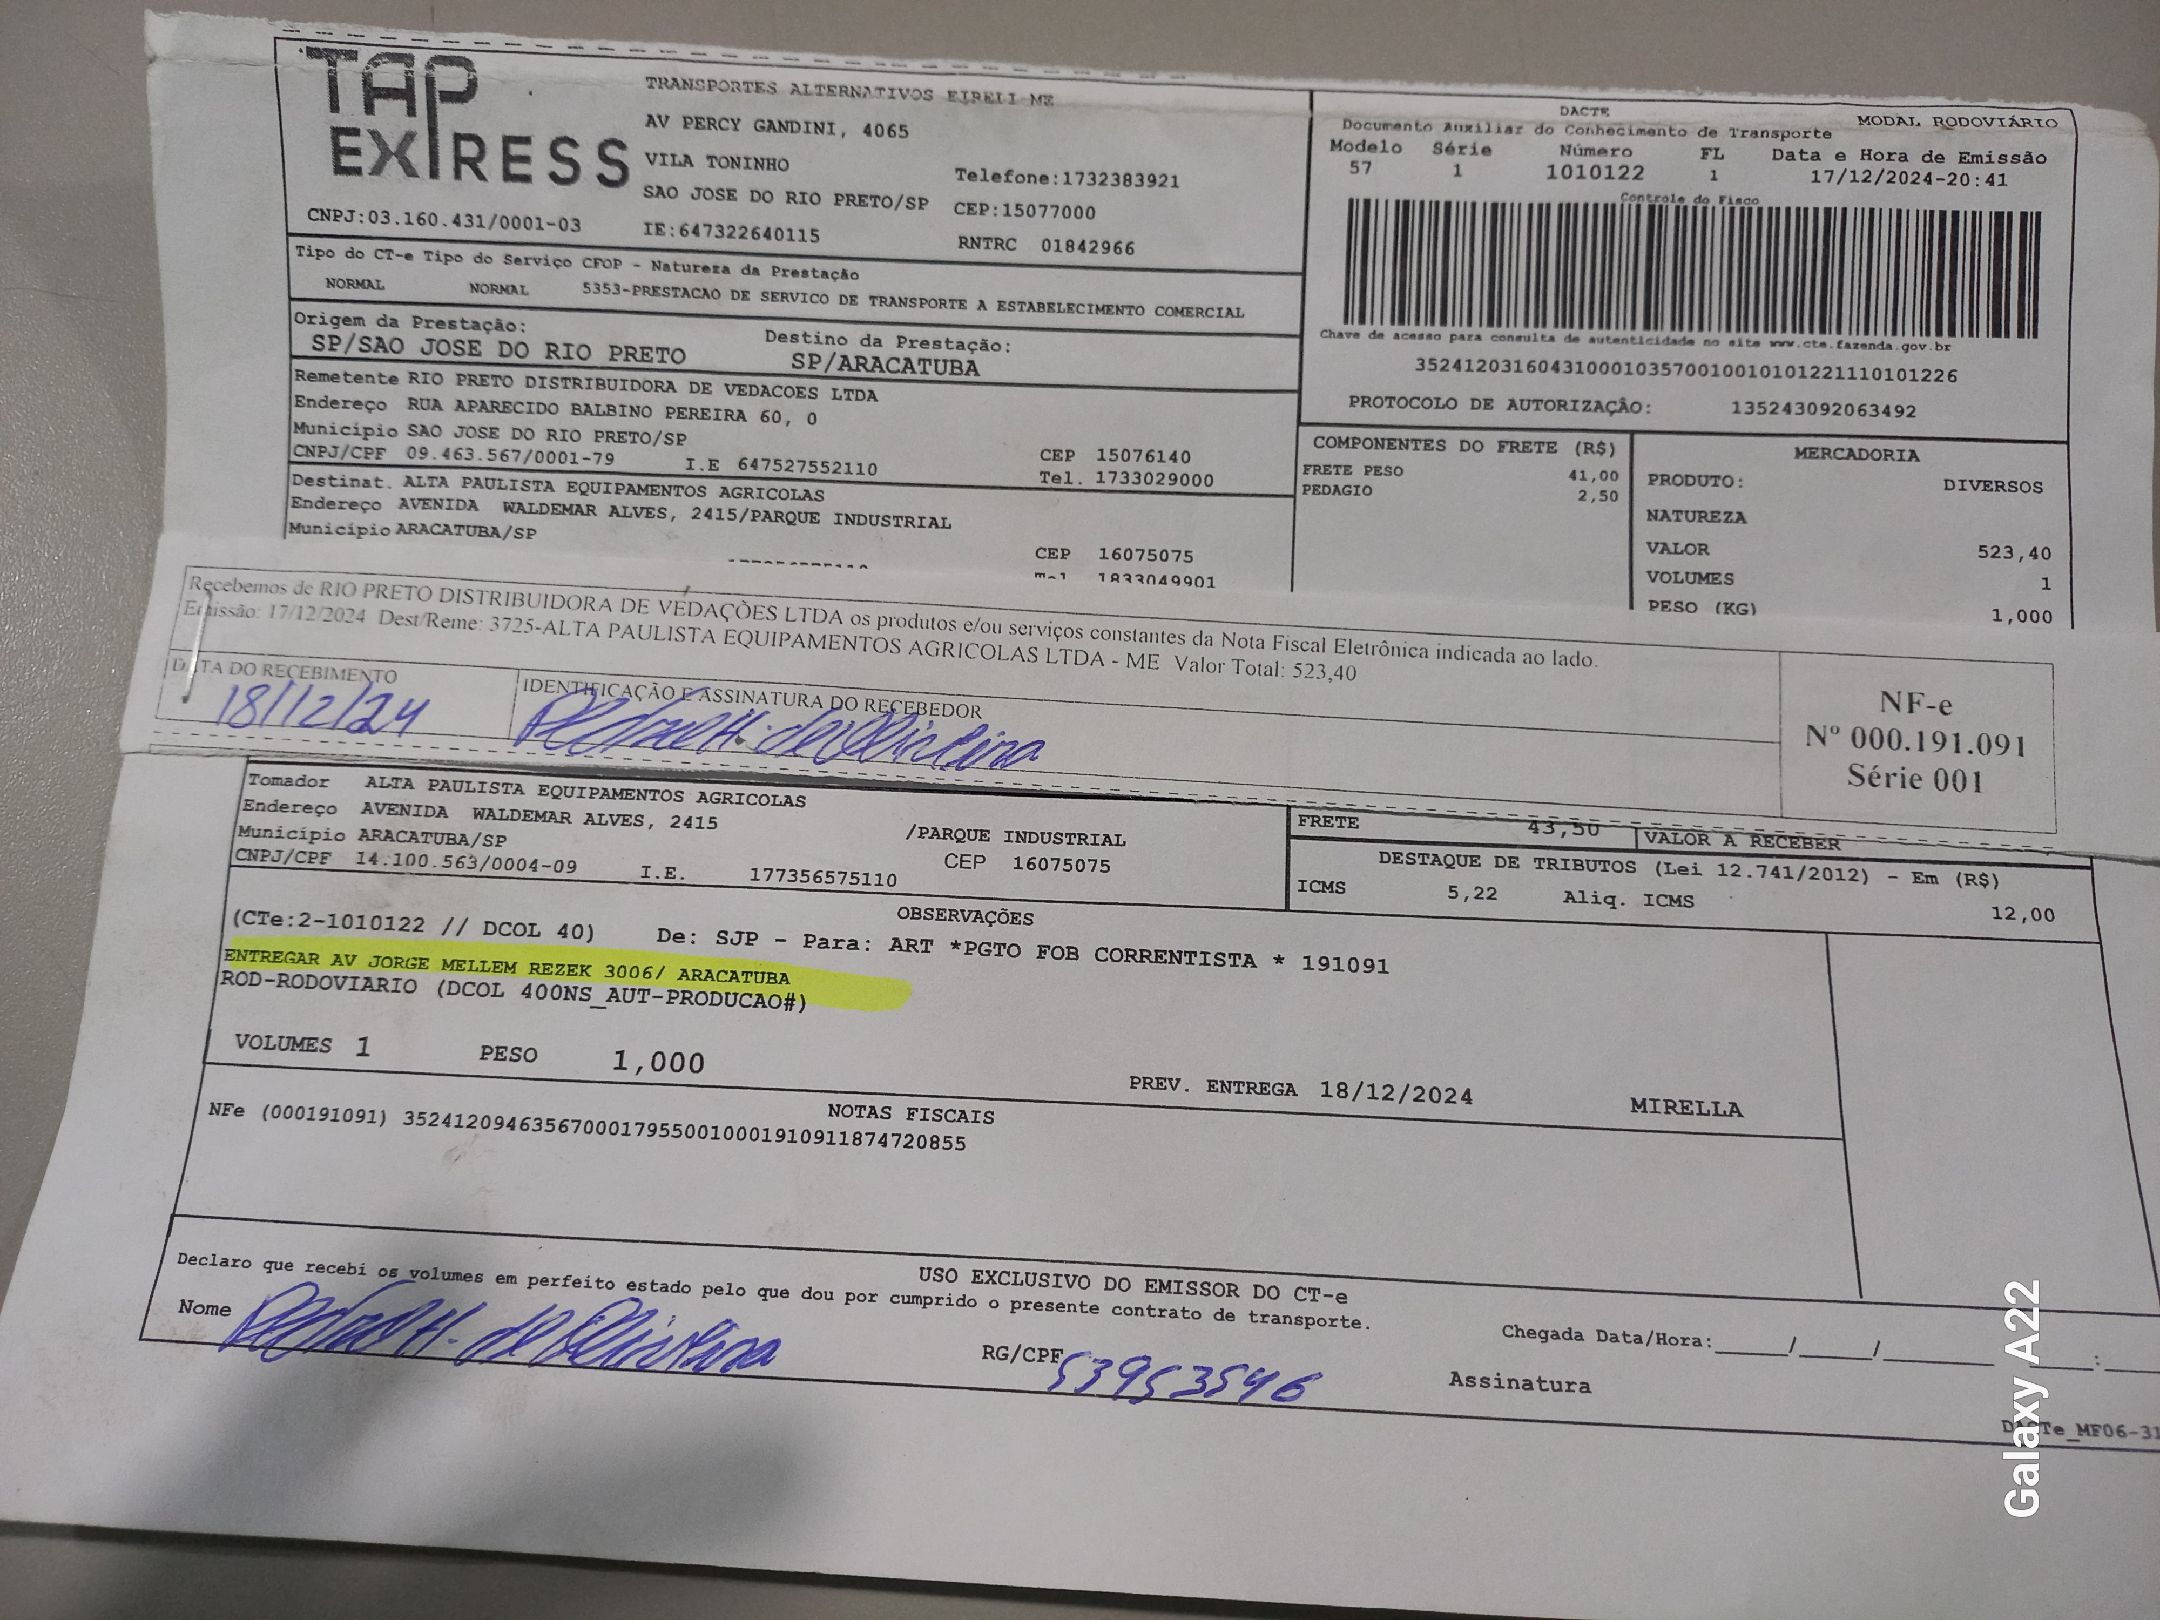 TAP EXPRESS
TRANSPORTES ALTERNATIVOS EIRELI ME
AV PERCY GANDINI, 4065
VILA TONINHO
Telefone:1732383921
SAO JOSE DO RIO PRETO/SP CEP:15077000
CNPJ:03.160.431/0001-03 IE:647322640115 RNTRC 01842966
DACTE MODAL RODOVIÁRIO
Documento Auxiliar do Conhecimento de Transporte
Modelo Série Número FL Data e Hora de Emissão
57 1 1010122 1 17/12/2024-20:41
Controle do Fisco
Chave de acesso para consulta de autenticidade no site www.cte.fazenda.gov.br
35241203160431000103570010010101221110101226
PROTOCOLO DE AUTORIZAÇÃO: 135243092063492
Tipo do CT-e Tipo do Serviço CFOP - Natureza da Prestação
NORMAL NORMAL 5353-PRESTACAO DE SERVICO DE TRANSPORTE A ESTABELECIMENTO COMERCIAL
Origem da Prestação: Destino da Prestação:
SP/SAO JOSE DO RIO PRETO SP/ARACATUBA
Remetente RIO PRETO DISTRIBUIDORA DE VEDACOES LTDA
Endereço RUA APARECIDO BALBINO PEREIRA 60, 0
Município SAO JOSE DO RIO PRETO/SP CEP 15076140
CNPJ/CPF 09.463.567/0001-79 I.E 647527552110 Tel. 1733029000
Destinat. ALTA PAULISTA EQUIPAMENTOS AGRICOLAS
Endereço AVENIDA WALDEMAR ALVES, 2415/PARQUE INDUSTRIAL
Município ARACATUBA/SP CEP 16075075
1833049901
COMPONENTES DO FRETE (R$)
FRETE PESO 41,00
PEDAGIO 2,50
MERCADORIA
PRODUTO: DIVERSOS
NATUREZA
VALOR 523,40
VOLUMES 1
PESO (KG) 1,000
Recebemos de RIO PRETO DISTRIBUIDORA DE VEDAÇÕES LTDA os produtos e/ou serviços constantes da Nota Fiscal Eletrônica indicada ao lado.
Emissão: 17/12/2024 Dest/Reme: 3725-ALTA PAULISTA EQUIPAMENTOS AGRICOLAS LTDA - ME Valor Total: 523,40
DATA DO RECEBIMENTO IDENTIFICAÇÃO E ASSINATURA DO RECEBEDOR
18/12/24 de Oliveira
NF-e
Nº 000.191.091
Série 001
Tomador ALTA PAULISTA EQUIPAMENTOS AGRICOLAS
Endereço AVENIDA WALDEMAR ALVES, 2415 /PARQUE INDUSTRIAL
Município ARACATUBA/SP CEP 16075075
CNPJ/CPF 14.100.563/0004-09 I.E. 177356575110
FRETE 43,50 VALOR A RECEBER
DESTAQUE DE TRIBUTOS (Lei 12.741/2012) - Em (R$)
ICMS 5,22 Aliq. ICMS 12,00
OBSERVAÇÕES
(CTe:2-1010122 // DCOL 40) De: SJP - Para: ART *PGTO FOB CORRENTISTA * 191091
ENTREGAR AV JORGE MELLEM REZEK 3006/ ARACATUBA
ROD-RODOVIARIO (DCOL 400NS_AUT-PRODUCAO#)
VOLUMES 1 PESO 1,000 PREV. ENTREGA 18/12/2024 MIRELLA
NOTAS FISCAIS
NFe (000191091) 35241209463567000179550010001910911874720855
USO EXCLUSIVO DO EMISSOR DO CT-e
Declaro que recebi os volumes em perfeito estado pelo que dou por cumprido o presente contrato de transporte.
Nome de Oliveira RG/CPF 53953546
Chegada Data/Hora:_____/_____/_______ ____:____
Assinatura
DACTe_MF06-31
Galaxy A22